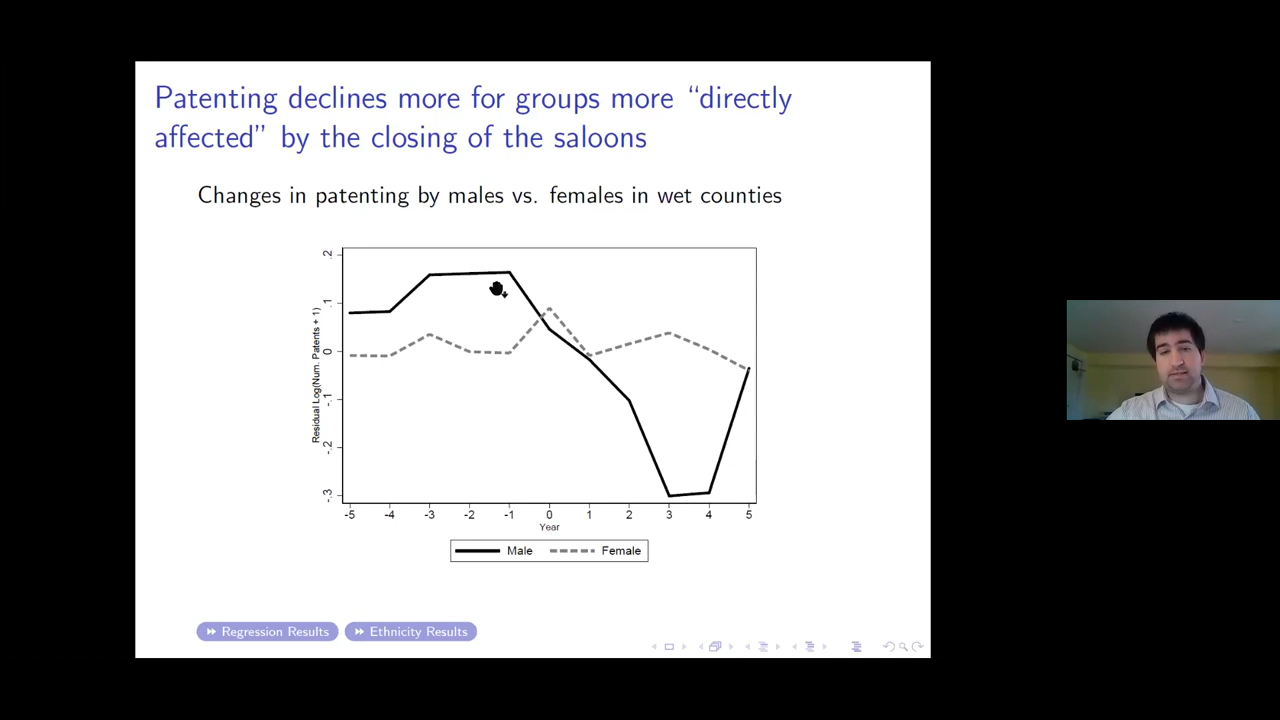 Patenting declines more for groups more “directly
affected” by the closing of the saloons
Changes in patenting by males vs. females in wet counties
Residual Log(Num. Patents + 1)
.2
.1
0
-.1
-.2
-.3
-5 -4 -3 -2 -1 0 1 2 3 4 5
Year
Male Female
Regression Results Ethnicity Results